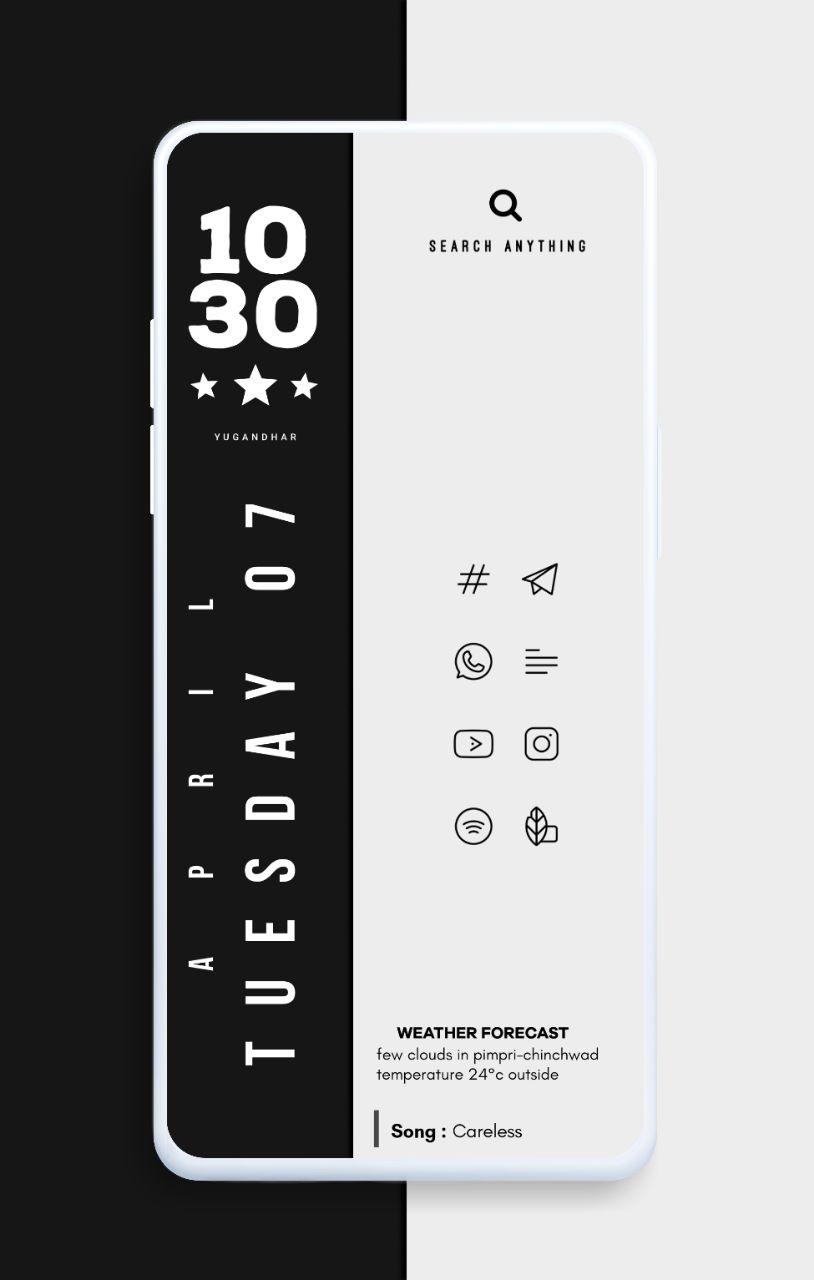 10
30
YUGANDHAR
APRIL
TUESDAY 07
SEARCH ANYTHING
#
WEATHER FORECAST
few clouds in pimpri-chinchwad
temperature 24°c outside
Song : Careless